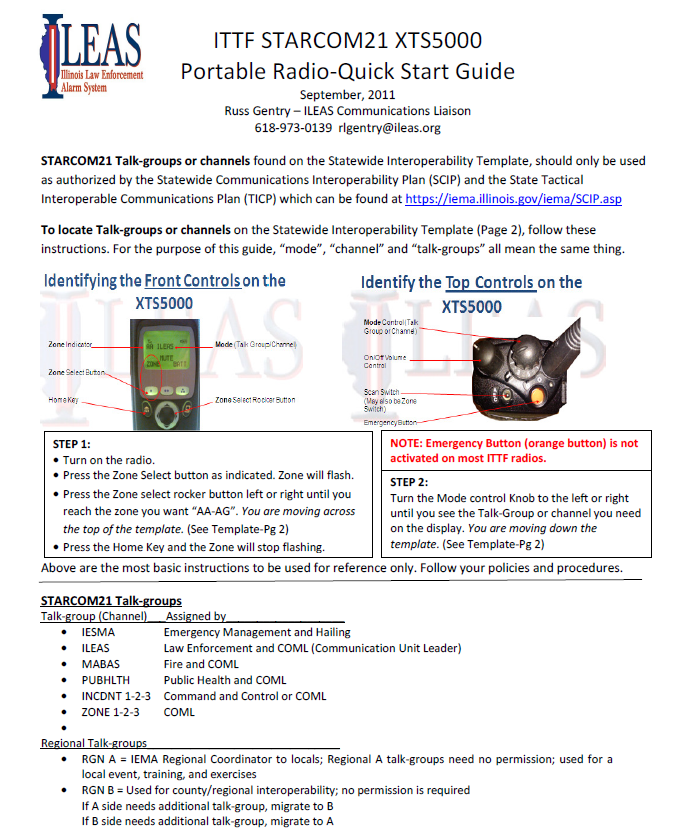 ILEAS
Illinois Law Enforcement
Alarm System
ITTF STARCOM21 XTS5000
Portable Radio-Quick Start Guide
September, 2011
Russ Gentry – ILEAS Communications Liaison
618-973-0139 rlgentry@ileas.org
STARCOM21 Talk-groups or channels found on the Statewide Interoperability Template, should only be used
as authorized by the Statewide Communications Interoperability Plan (SCIP) and the State Tactical
Interoperable Communications Plan (TICP) which can be found at https://iema.illinois.gov/iema/SCIP.asp
To locate Talk-groups or channels on the Statewide Interoperability Template (Page 2), follow these
instructions. For the purpose of this guide, “mode”, “channel” and “talk-groups” all mean the same thing.
Identifying the Front Controls on the
XTS5000
Zone Indicator
Mode (Talk Group/Channel)
AA ILEAS
MUTE
ZONE
Zone Select Button
Home Key
Zone Select Rocker Button
Identify the Top Controls on the
XTS5000
Mode Control (Talk
Group or Channel)
On/Off Volume
Control
Scan Switch
(May also be Zone
Switch)
Emergency Button
STEP 1:
• Turn on the radio.
• Press the Zone Select button as indicated. Zone will flash.
• Press the Zone select rocker button left or right until you
reach the zone you want “AA-AG”. You are moving across
the top of the template. (See Template-Pg 2)
• Press the Home Key and the Zone will stop flashing.
NOTE: Emergency Button (orange button) is not
activated on most ITTF radios.
STEP 2:
Turn the Mode control Knob to the left or right
until you see the Talk-Group or channel you need
on the display. You are moving down the
template. (See Template-Pg 2)
Above are the most basic instructions to be used for reference only. Follow your policies and procedures.
STARCOM21 Talk-groups
Talk-group (Channel) Assigned by
• IESMA Emergency Management and Hailing
• ILEAS Law Enforcement and COML (Communication Unit Leader)
• MABAS Fire and COML
• PUBHLTH Public Health and COML
• INCDNT 1-2-3 Command and Control or COML
• ZONE 1-2-3 COML
•
Regional Talk-groups
• RGN A = IEMA Regional Coordinator to locals; Regional A talk-groups need no permission; used for a
local event, training, and exercises
• RGN B = Used for county/regional interoperability; no permission is required
If A side needs additional talk-group, migrate to B
If B side needs additional talk-group, migrate to A